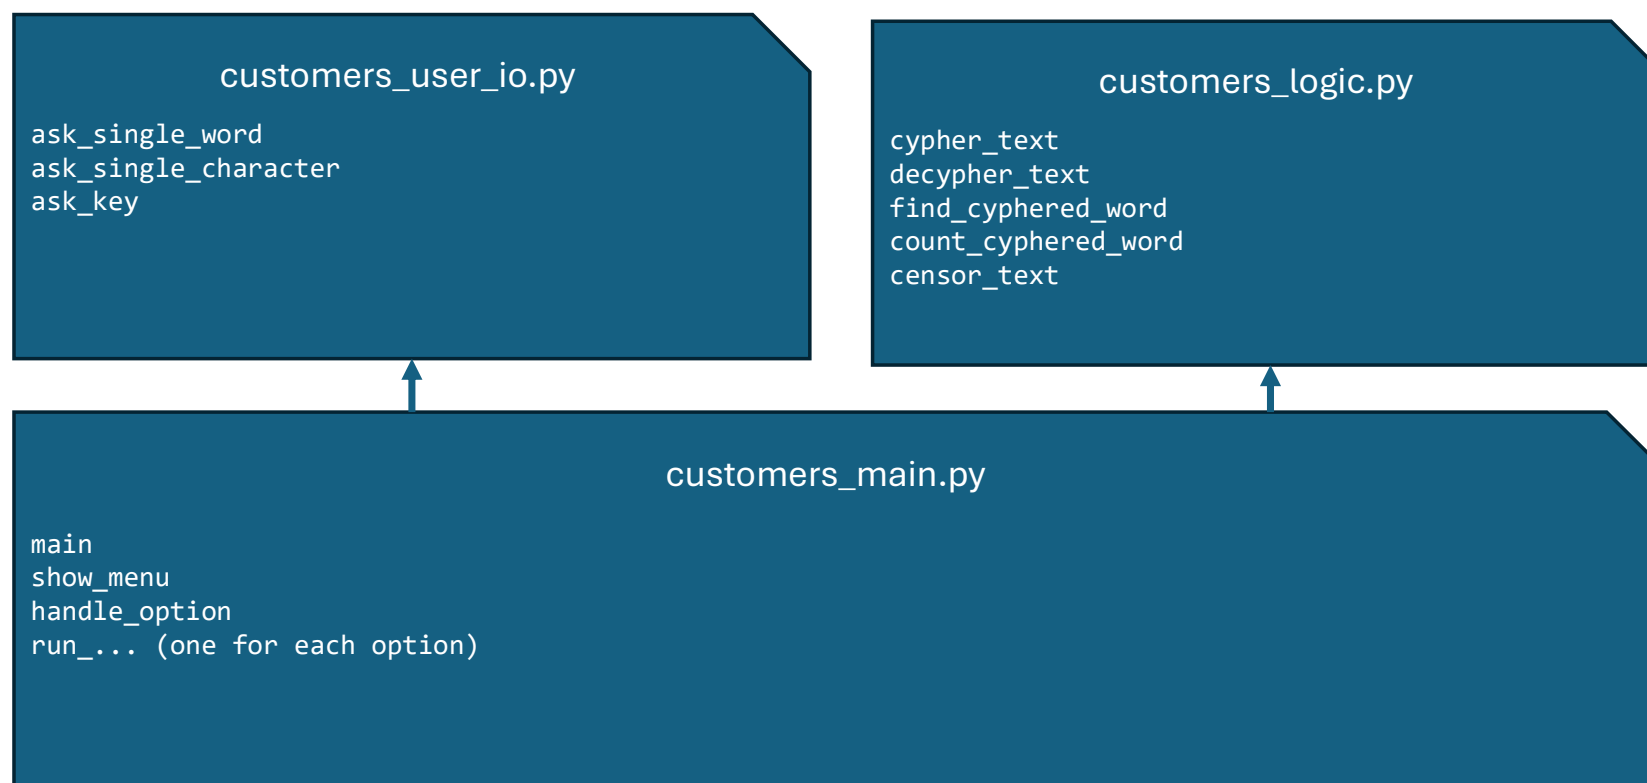 customers_user_io.py
ask_single_word
ask_single_character
ask_key
customers_logic.py
cypher_text
decypher_text
find_cyphered_word
count_cyphered_word
censor_text
customers_main.py
main
show_menu
handle_option
run_... (one for each option)